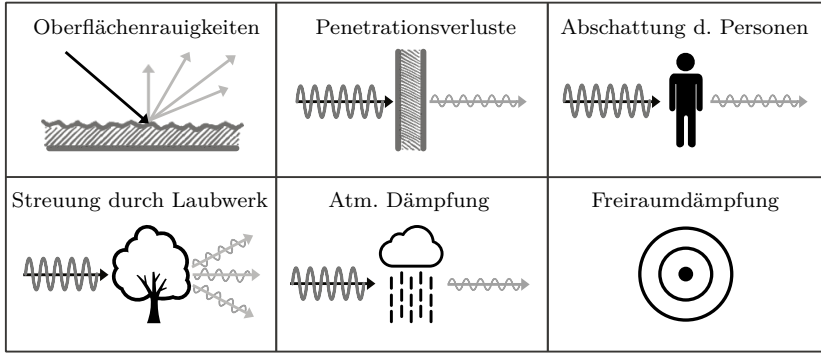 Oberflächenrauigkeiten
Penetrationsverluste
Abschattung d. Personen
Streuung durch Laubwerk
Atm. Dämpfung
Freiraumdämpfung